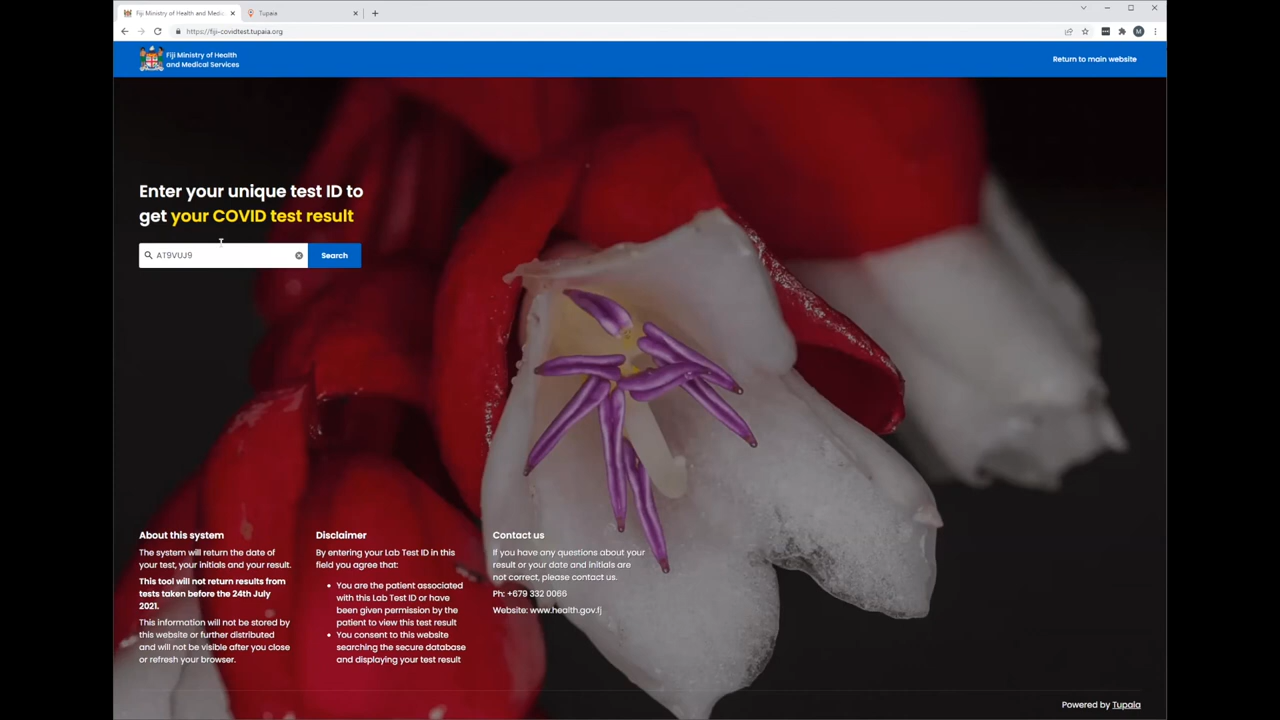 Fiji Ministry of Health and Medic
Tupaia
https://fiji-covidtest.tupaia.org
M
Fiji Ministry of Health
and Medical Services
Return to main website
Enter your unique test ID to
get your COVID test result
AT9VUJ9
Search
About this system
The system will return the date of
your test, your initials and your result.
This tool will not return results from
tests taken before the 24th July
2021.
This information will not be stored by
this website or further distributed
and will not be visible after you close
or refresh your browser.
Disclaimer
By entering your Lab Test ID in this
field you agree that:
You are the patient associated
with this Lab Test ID or have
been given permission by the
patient to view this test result
You consent to this website
searching the secure database
and displaying your test result
Contact us
If you have any questions about your
result or your date and initials are
not correct, please contact us.
Ph: +679 332 0066
Website: www.health.gov.fj
Powered by Tupaia